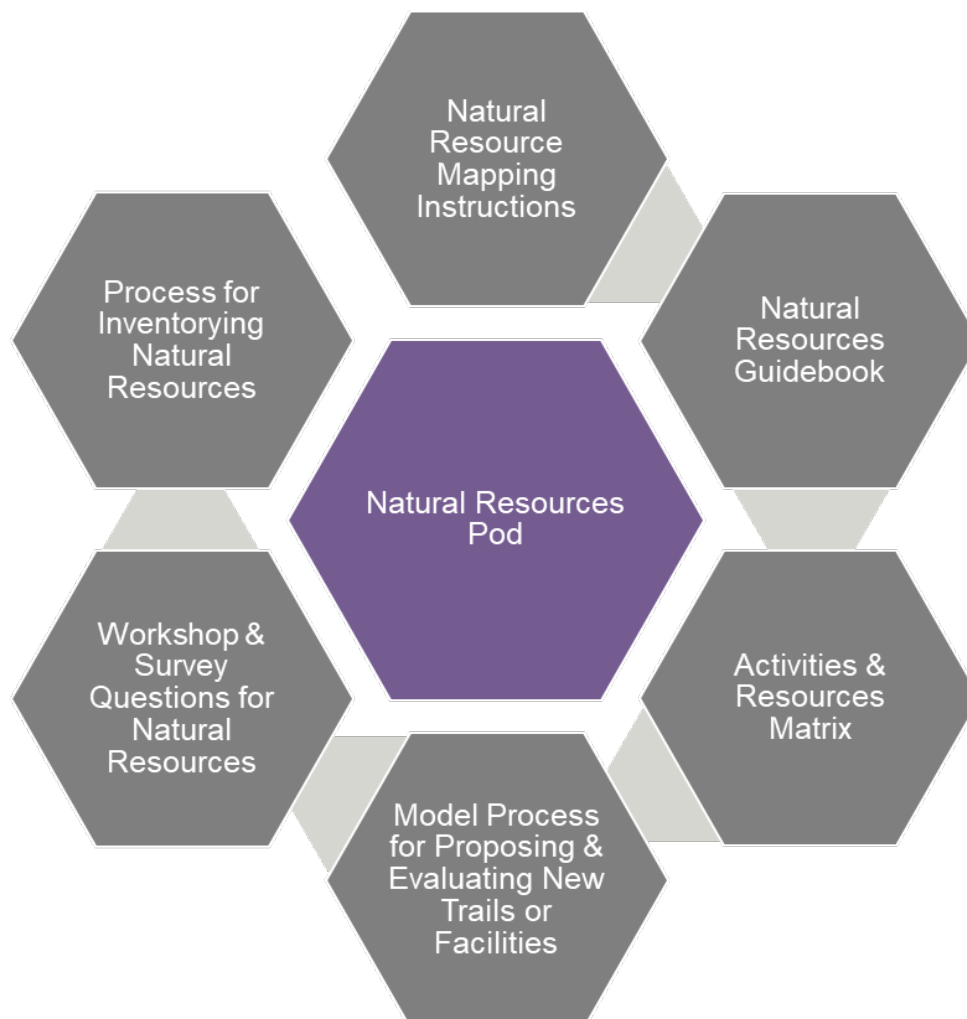 Natural
Resource
Mapping
Instructions
Process for
Inventorying
Natural
Resources
Natural
Resources
Guidebook
Natural Resources
Pod
Workshop &
Survey
Questions for
Natural
Resources
Activities &
Resources
Matrix
Model Process
for Proposing &
Evaluating New
Trails or
Facilities